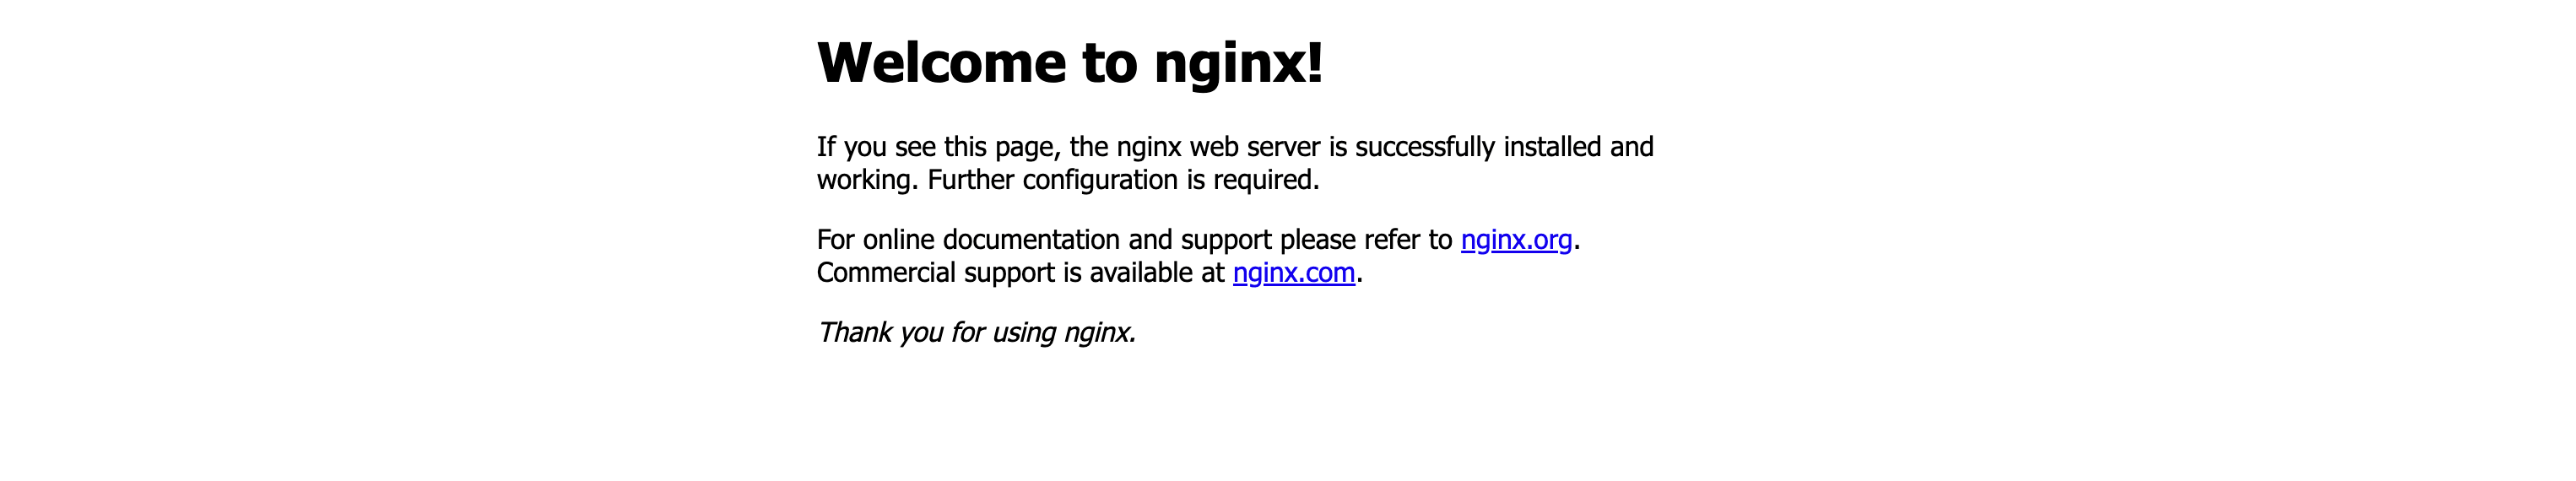 Welcome to nginx!
If you see this page, the nginx web server is successfully installed and
working. Further configuration is required.
For online documentation and support please refer to nginx.org.
Commercial support is available at nginx.com.
Thank you for using nginx.